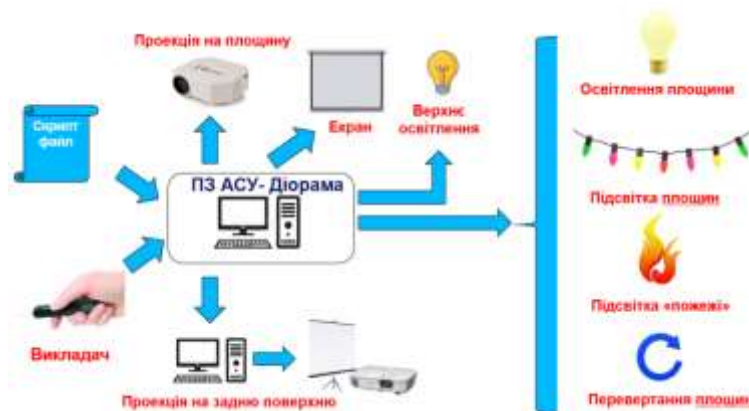 Проекція на площину
Скрипт
файл
Екран
Верхнє
освітлення
ПЗ АСУ- Діорама
Викладач
Проекція на задню поверхню
Освітлення площини
Підсвітка площин
Підсвітка «пожежі»
Перевертання площин